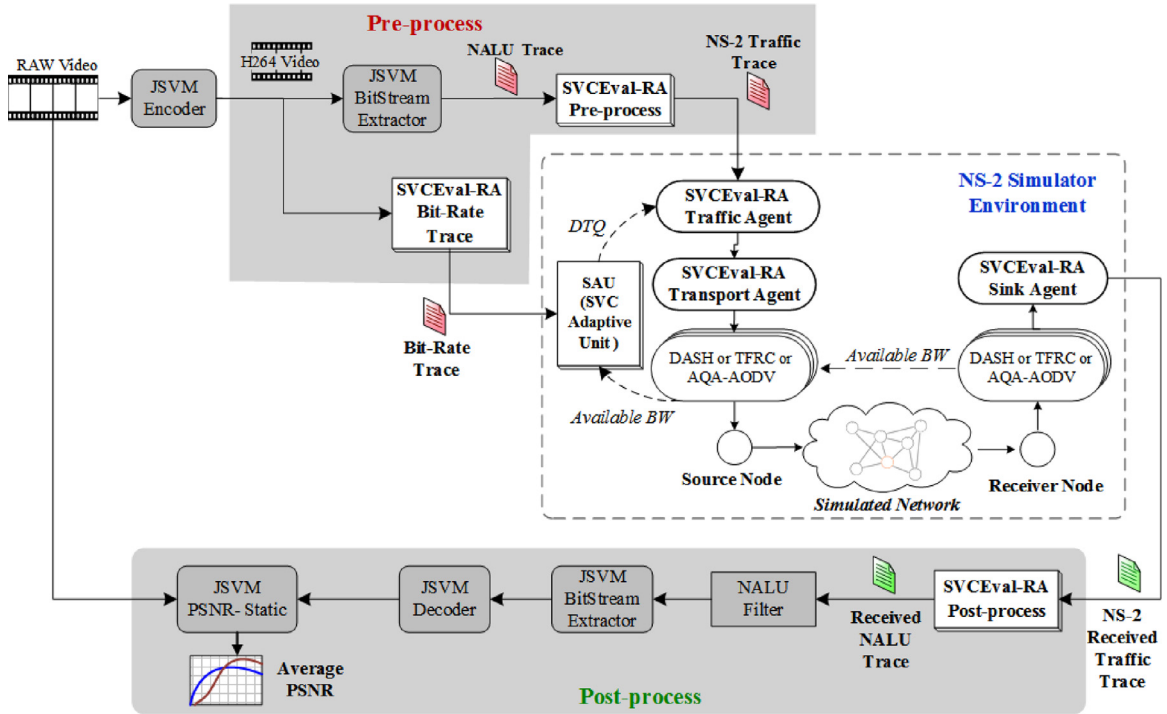 Pre-process
RAW Video
JSVM
Encoder
H264 Video
JSVM
BitStream
Extractor
NALU Trace
SVCEval-RA
Pre-process
NS-2 Traffic
Trace
SVCEval-RA
Bit-Rate
Trace
Bit-Rate
Trace
NS-2 Simulator
Environment
SVCEval-RA
Traffic Agent
DTQ
SAU
(SVC
Adaptive
Unit )
SVCEval-RA
Transport Agent
SVCEval-RA
Sink Agent
DASH or TFRC or
AQA-AODV
Available BW
DASH or TFRC or
AQA-AODV
Available BW
Source Node
Simulated Network
Receiver Node
JSVM
PSNR- Static
JSVM
Decoder
JSVM
BitStream
Extractor
NALU
Filter
Received
NALU
Trace
SVCEval-RA
Post-process
NS-2
Received
Traffic
Trace
Average
PSNR
Post-process